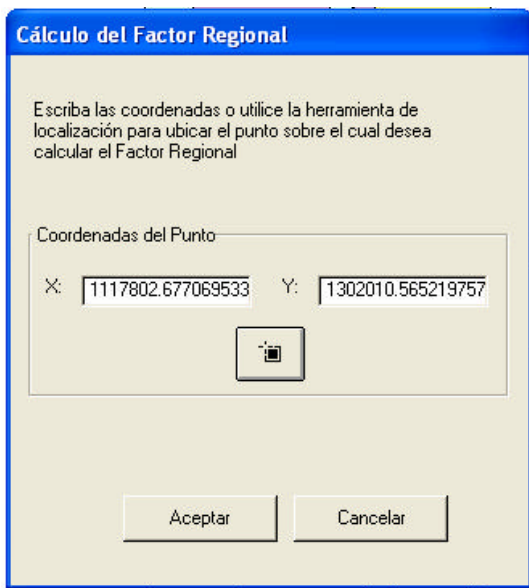 Cálculo del Factor Regional
Escriba las coordenadas o utilice la herramienta de
localización para ubicar el punto sobre el cual desea
calcular el Factor Regional
Coordenadas del Punto
X: 1117802.677069533 Y: 1302010.565219757
Aceptar Cancelar